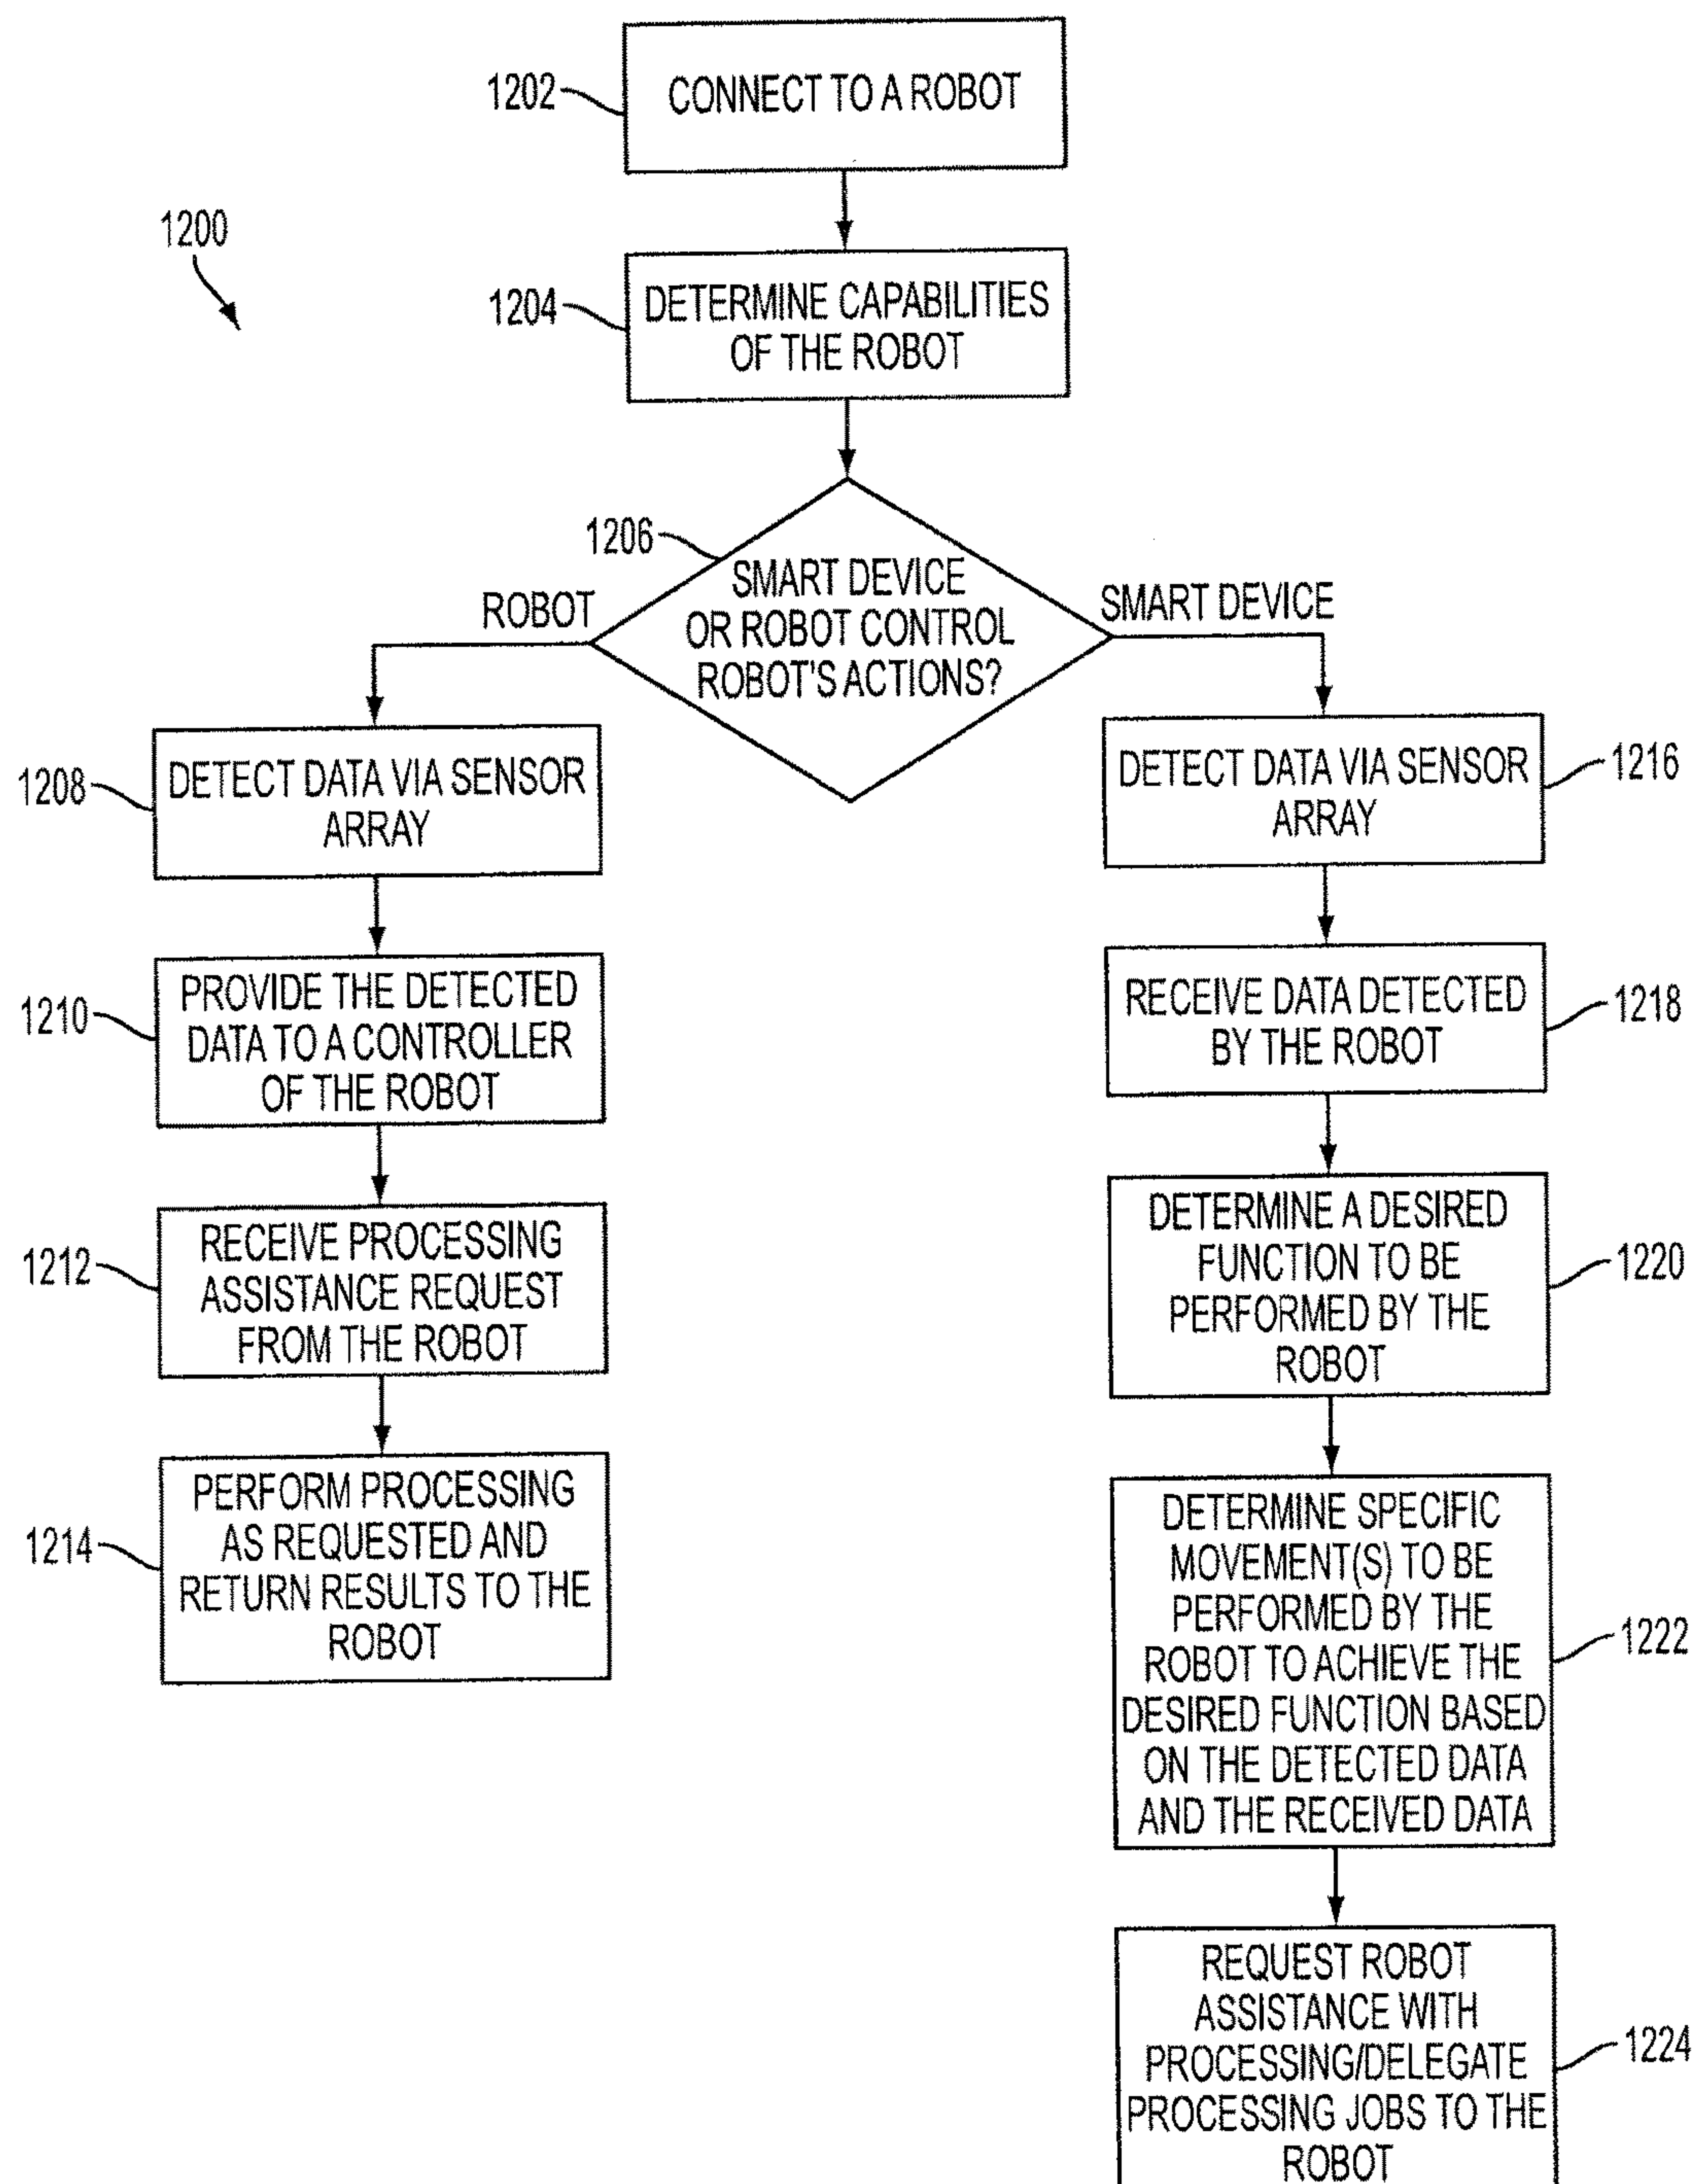 1200
1202
CONNECT TO A ROBOT
1204
DETERMINE CAPABILITIES
OF THE ROBOT
1206
SMART DEVICE
OR ROBOT CONTROL
ROBOT'S ACTIONS?
ROBOT
SMART DEVICE
1208
DETECT DATA VIA SENSOR
ARRAY
1210
PROVIDE THE DETECTED
DATA TO A CONTROLLER
OF THE ROBOT
1212
RECEIVE PROCESSING
ASSISTANCE REQUEST
FROM THE ROBOT
1214
PERFORM PROCESSING
AS REQUESTED AND
RETURN RESULTS TO THE
ROBOT
DETECT DATA VIA SENSOR
ARRAY
1216
RECEIVE DATA DETECTED
BY THE ROBOT
1218
DETERMINE A DESIRED
FUNCTION TO BE
PERFORMED BY THE
ROBOT
1220
DETERMINE SPECIFIC
MOVEMENT(S) TO BE
PERFORMED BY THE
ROBOT TO ACHIEVE THE
DESIRED FUNCTION BASED
ON THE DETECTED DATA
AND THE RECEIVED DATA
1222
REQUEST ROBOT
ASSISTANCE WITH
PROCESSING/DELEGATE
PROCESSING JOBS TO THE
ROBOT
1224